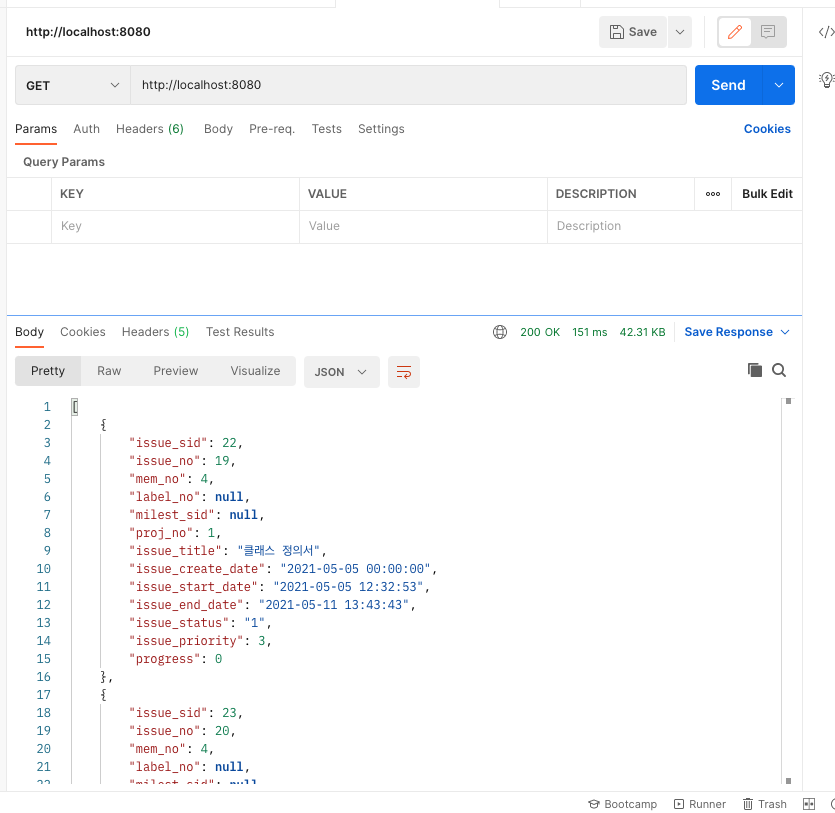 http://localhost:8080 Save
GET http://localhost:8080 Send
Params Auth Headers (6) Body Pre-req. Tests Settings Cookies
Query Params
KEY VALUE DESCRIPTION Bulk Edit
Key Value Description
Body Cookies Headers (5) Test Results 200 OK 151 ms 42.31 KB Save Response
Pretty Raw Preview Visualize JSON
1 [
2 {
3 "issue_sid": 22,
4 "issue_no": 19,
5 "mem_no": 4,
6 "label_no": null,
7 "milest_sid": null,
8 "proj_no": 1,
9 "issue_title": "클래스 정의서",
10 "issue_create_date": "2021-05-05 00:00:00",
11 "issue_start_date": "2021-05-05 12:32:53",
12 "issue_end_date": "2021-05-11 13:43:43",
13 "issue_status": "1",
14 "issue_priority": 3,
15 "progress": 0
16 },
17 {
18 "issue_sid": 23,
19 "issue_no": 20,
20 "mem_no": 4,
21 "label_no": null,
22 "milest_sid": null
Bootcamp Runner Trash